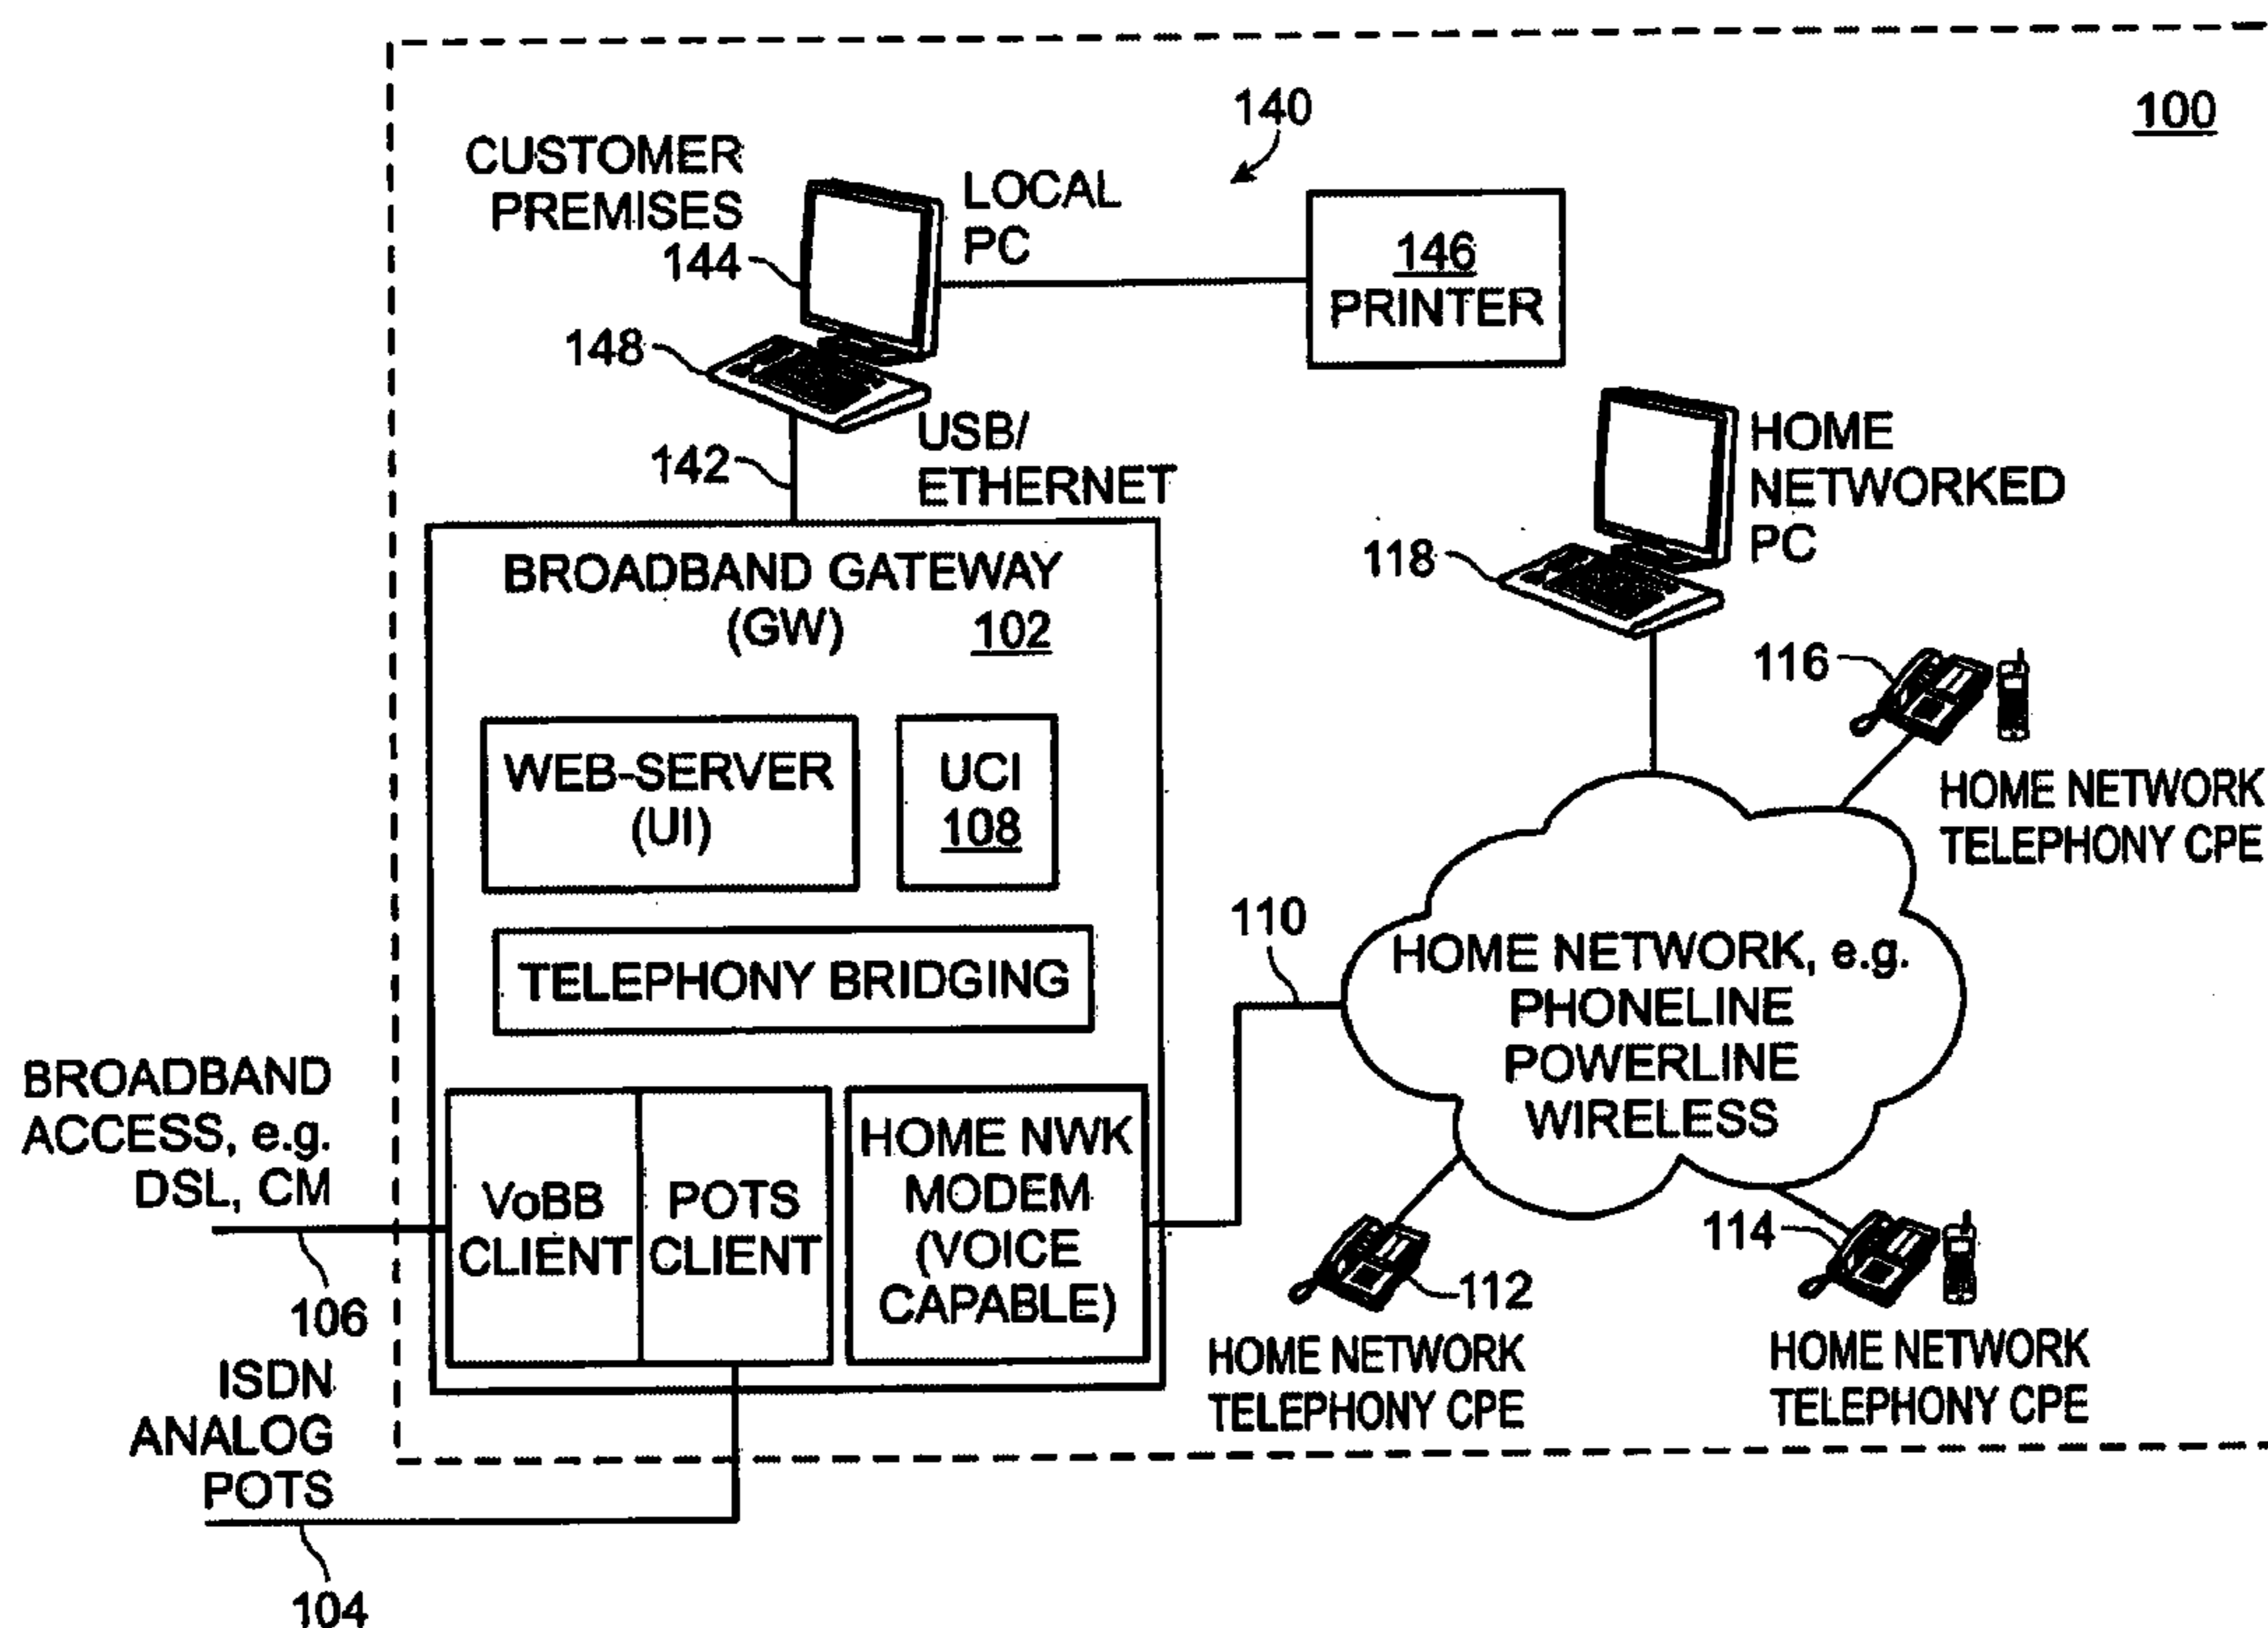 100
140
CUSTOMER
PREMISES
144
LOCAL
PC
146
PRINTER
148
USB/
ETHERNET
142
HOME
NETWORKED
PC
118
BROADBAND GATEWAY
(GW)
102
116
WEB-SERVER
(UI)
UCI
108
HOME NETWORK
TELEPHONY CPE
TELEPHONY BRIDGING
110
HOME NETWORK, e.g.
PHONELINE
POWERLINE
WIRELESS
BROADBAND
ACCESS, e.g.
DSL, CM
106
VoBB
CLIENT
POTS
CLIENT
HOME NWK
MODEM
(VOICE
CAPABLE)
112
HOME NETWORK
TELEPHONY CPE
114
HOME NETWORK
TELEPHONY CPE
ISDN
ANALOG
POTS
104